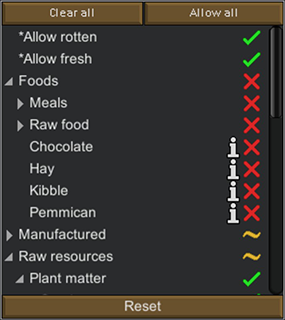 Clear all
Allow all
*Allow rotten
*Allow fresh
Foods
Meals
Raw food
Chocolate
Hay
Kibble
Pemmican
Manufactured
Raw resources
Plant matter
Reset